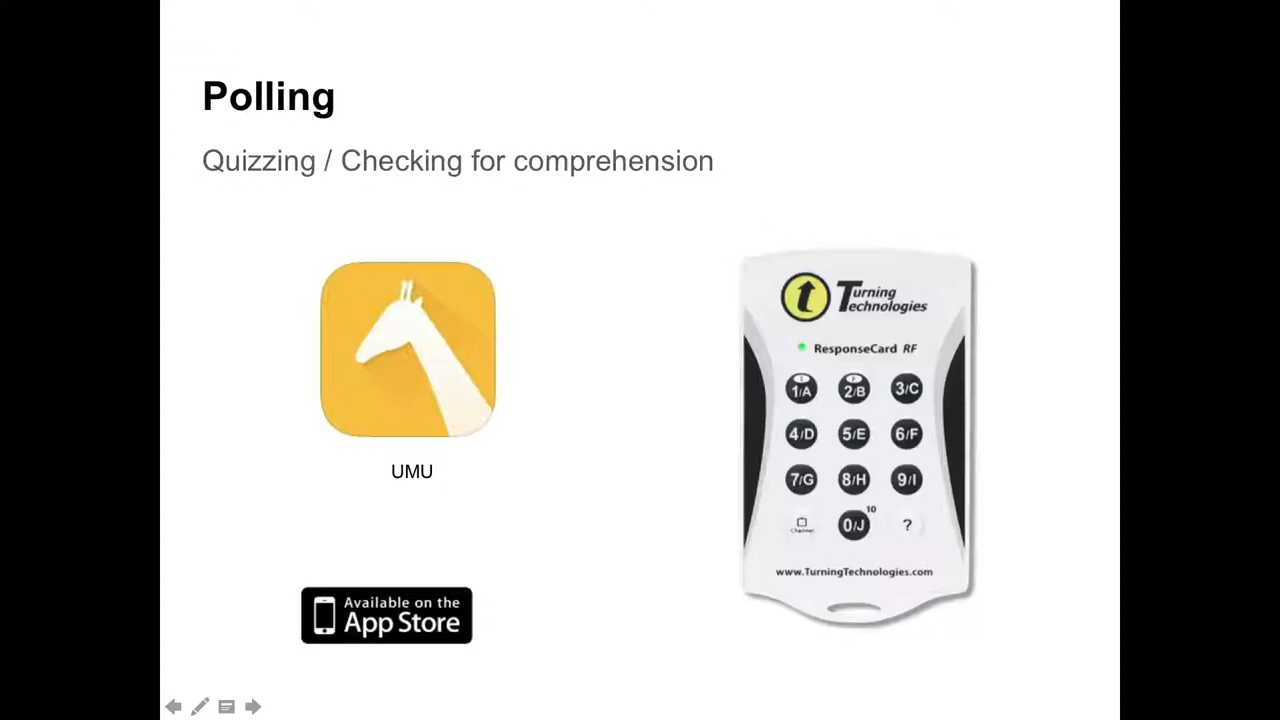 Polling
Quizzing / Checking for comprehension
UMU
Available on the
App Store
Turning
Technologies
ResponseCard RF
1/A 2/B 3/C
4/D 5/E 6/F
7/G 8/H 9/I
10
Channel 0/J ?
www.TurningTechnologies.com